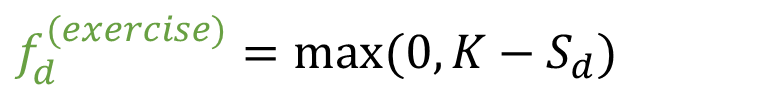 f_d^{(exercise)} = max(0, K − S_d)